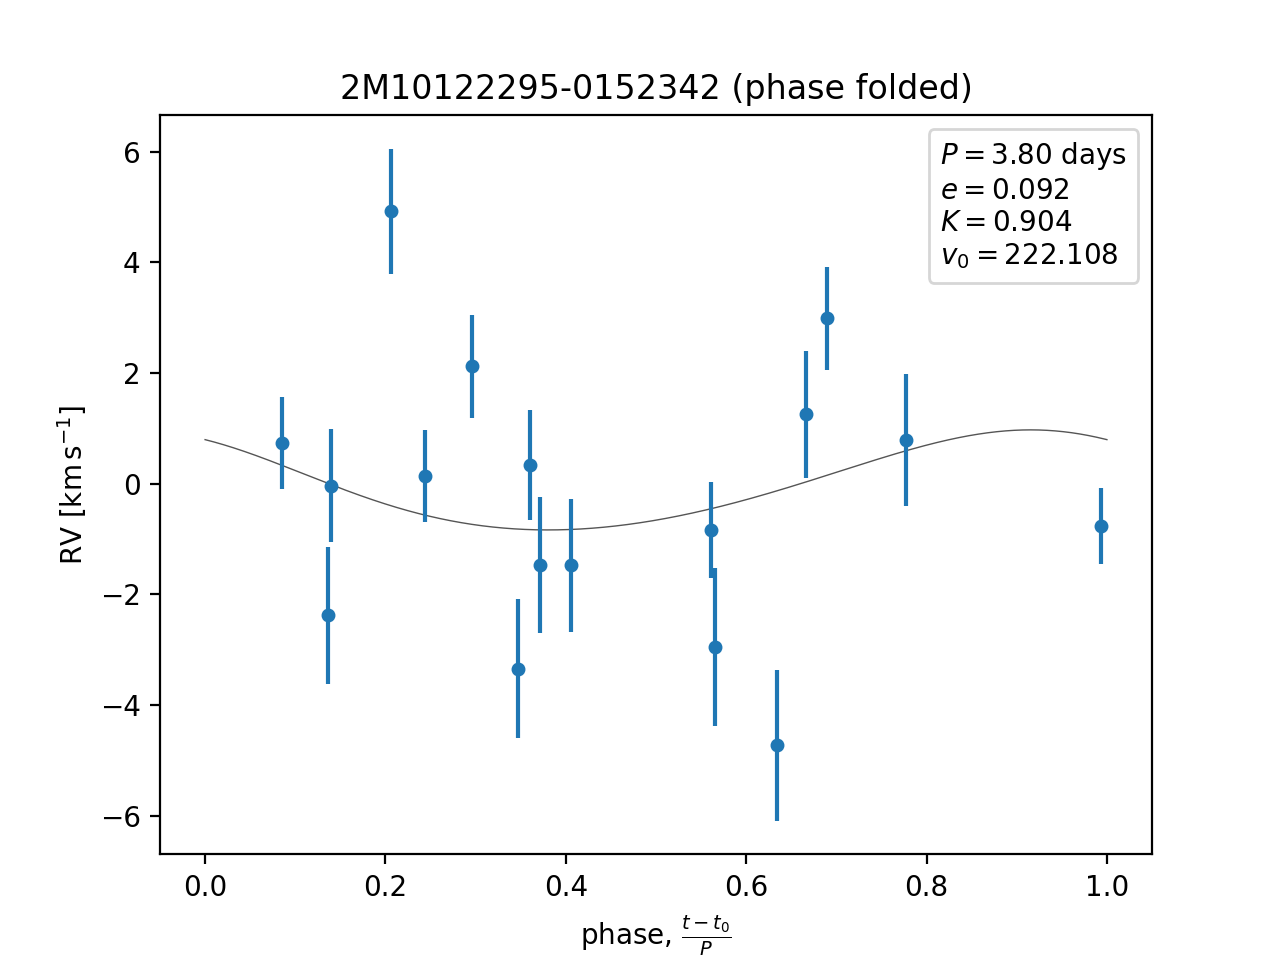 2M10122295-0152342 (phase folded)
P = 3.80 days
e = 0.092
K = 0.904
v₀ = 222.108
6
4
2
0
−2
−4
−6
RV [km s⁻¹]
0.0 0.2 0.4 0.6 0.8 1.0
phase, (t − t₀)/P